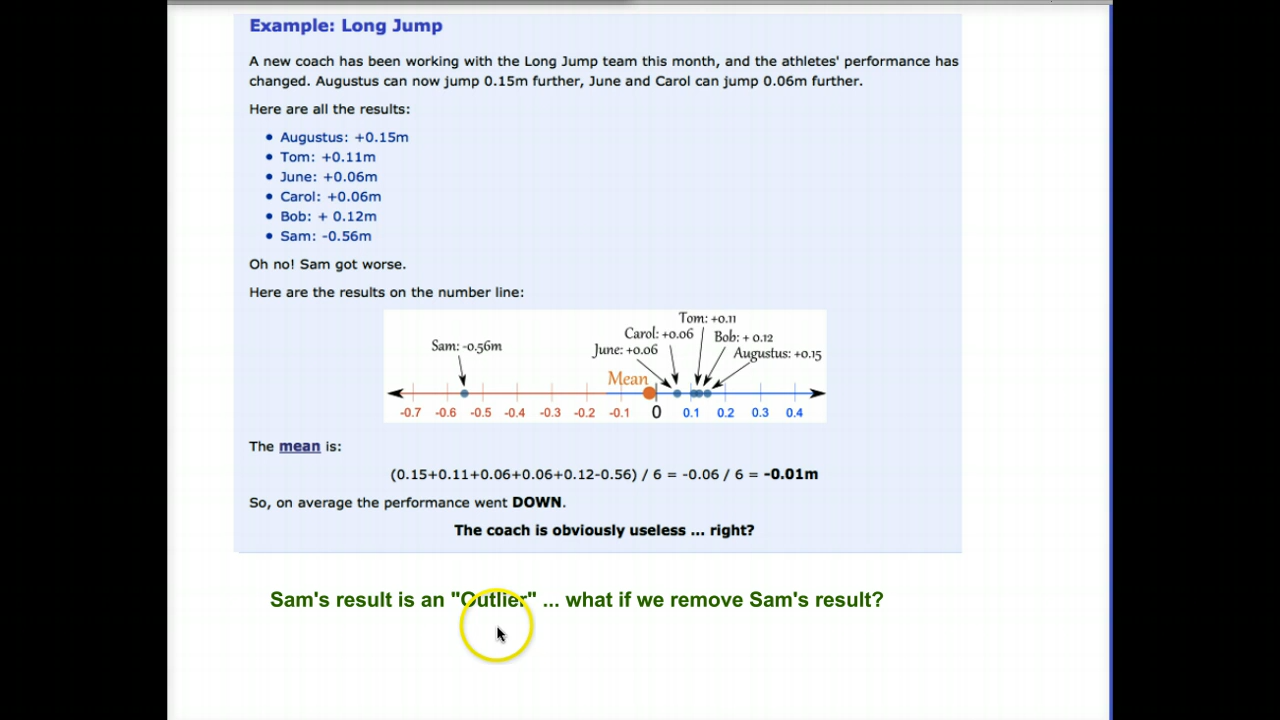 Example: Long Jump
A new coach has been working with the Long Jump team this month, and the athletes' performance has
changed. Augustus can now jump 0.15m further, June and Carol can jump 0.06m further.
Here are all the results:
• Augustus: +0.15m
• Tom: +0.11m
• June: +0.06m
• Carol: +0.06m
• Bob: + 0.12m
• Sam: -0.56m
Oh no! Sam got worse.
Here are the results on the number line:
Tom: +0.11
Carol: +0.06 Bob: + 0.12
Sam: -0.56m June: +0.06 Augustus: +0.15
Mean
-0.7 -0.6 -0.5 -0.4 -0.3 -0.2 -0.1 0 0.1 0.2 0.3 0.4
The mean is:
(0.15+0.11+0.06+0.06+0.12-0.56) / 6 = -0.06 / 6 = -0.01m
So, on average the performance went DOWN.
The coach is obviously useless ... right?
Sam's result is an "Outlier" ... what if we remove Sam's result?